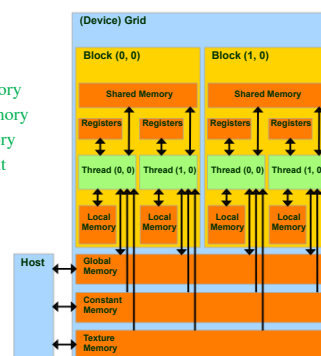 (Device) Grid
Block (0, 0)
Block (1, 0)
Shared Memory
Shared Memory
Registers
Registers
Registers
Registers
Thread (0, 0)
Thread (1, 0)
Thread (0, 0)
Thread (1, 0
Local
Memory
Local
Memory
Local
Memory
Local
Memory
Host
Global
Memory
Constant
Memory
Texture
Memory